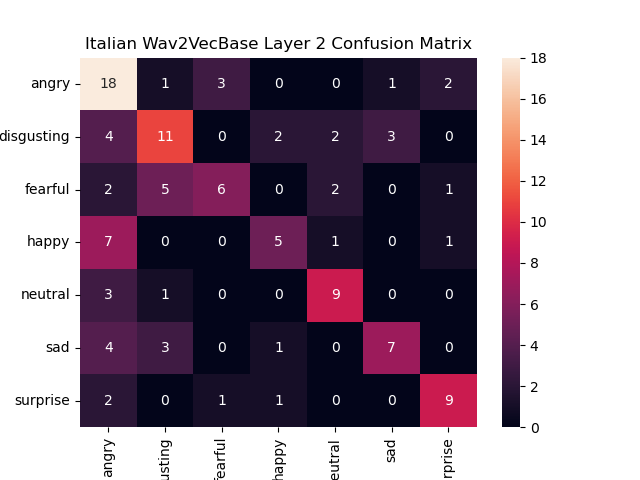 Italian Wav2VecBase Layer 2 Confusion Matrix
angry 18 1 3 0 0 1 2
disgusting 4 11 0 2 2 3 0
fearful 2 5 6 0 2 0 1
happy 7 0 0 5 1 0 1
neutral 3 1 0 0 9 0 0
sad 4 3 0 1 0 7 0
surprise 2 0 1 1 0 0 9
angry
usting
fearful
happy
eutral
sad
rprise
18
16
14
12
10
8
6
4
2
0